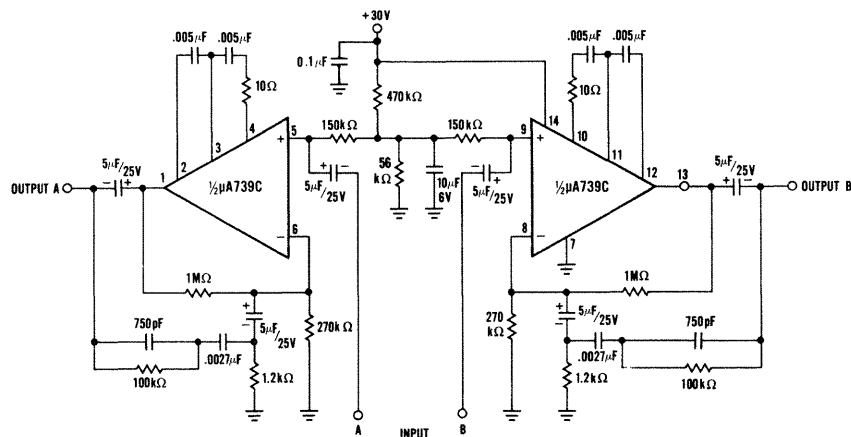 +30V
.005μF .005μF
0.1μF
.005μF .005μF
10Ω
470kΩ
10Ω
14
10
4
5
150kΩ
150kΩ
9
+
+
3
11
2
12
5μF/25V
- +
OUTPUT A
1
½μA739C
+ -
5μF/25V
56 kΩ
10μF 6V
- +
5μF/25V
½μA739C
13
5μF/25V
+ -
OUTPUT B
6
-
8
-
7
1MΩ
1MΩ
+
-
5μF/25V
270kΩ
270 kΩ
+
-
5μF/25V
750pF
.0027μF
.0027μF
750pF
100kΩ
1.2kΩ
1.2kΩ
100kΩ
A INPUT B